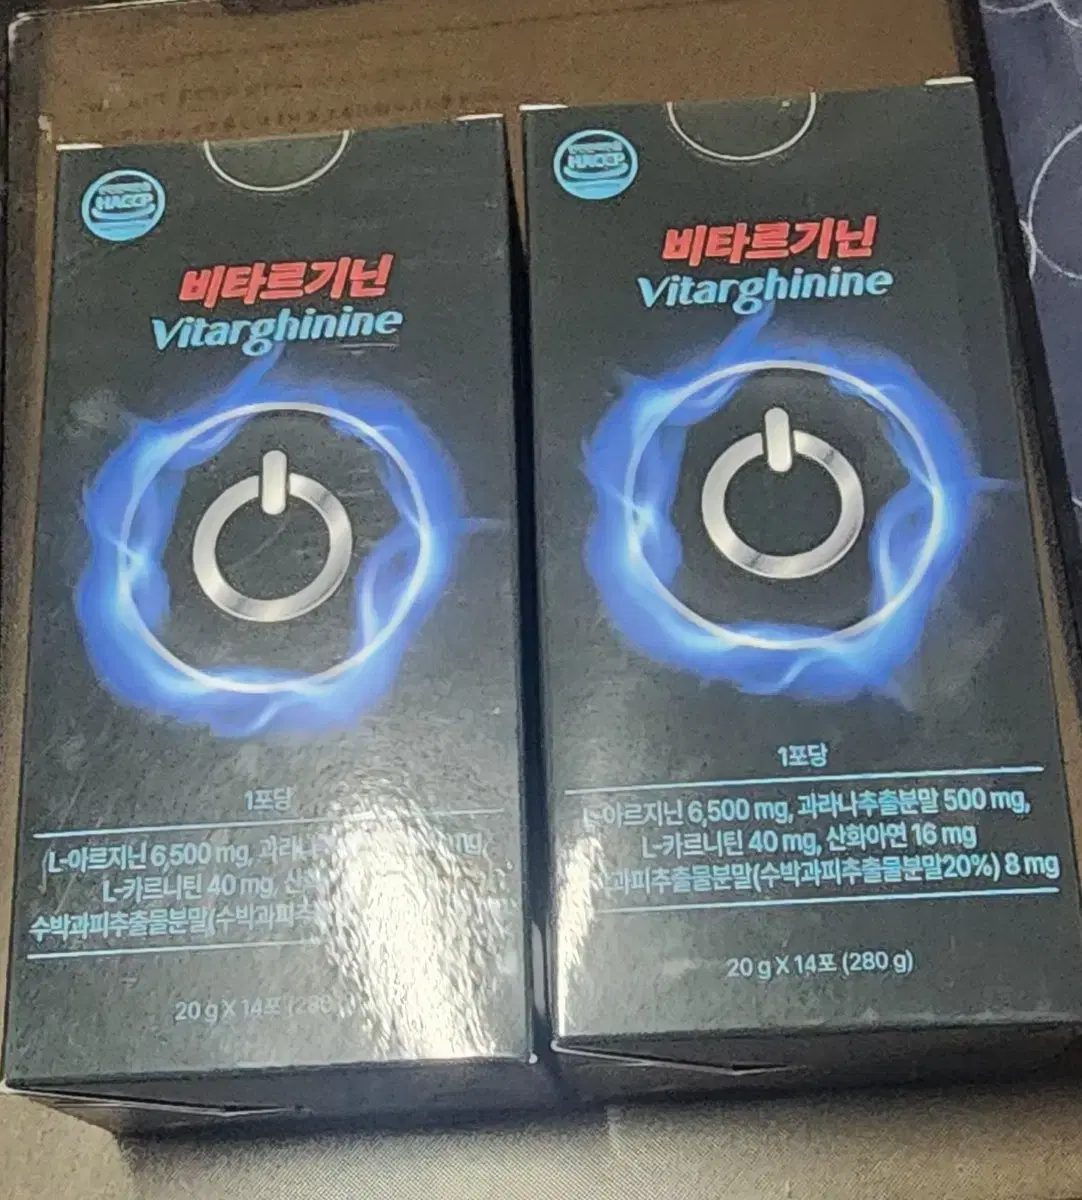 HACCP
비타르기닌
Vitarghinine
1포당
L-아르지닌 6,500 mg,
L-카르니틴 40 mg,
수박과피추출물분말(수박과피추
20 g X 14포
HACCP
비타르기닌
Vitarghinine
1포당
L-아르지닌 6,500 mg, 과라나추출분말 500 mg,
L-카르니틴 40 mg, 산화아연 16 mg
과피추출물분말(수박과피추출물분말20%) 8 mg
20 g X 14포 (280 g)